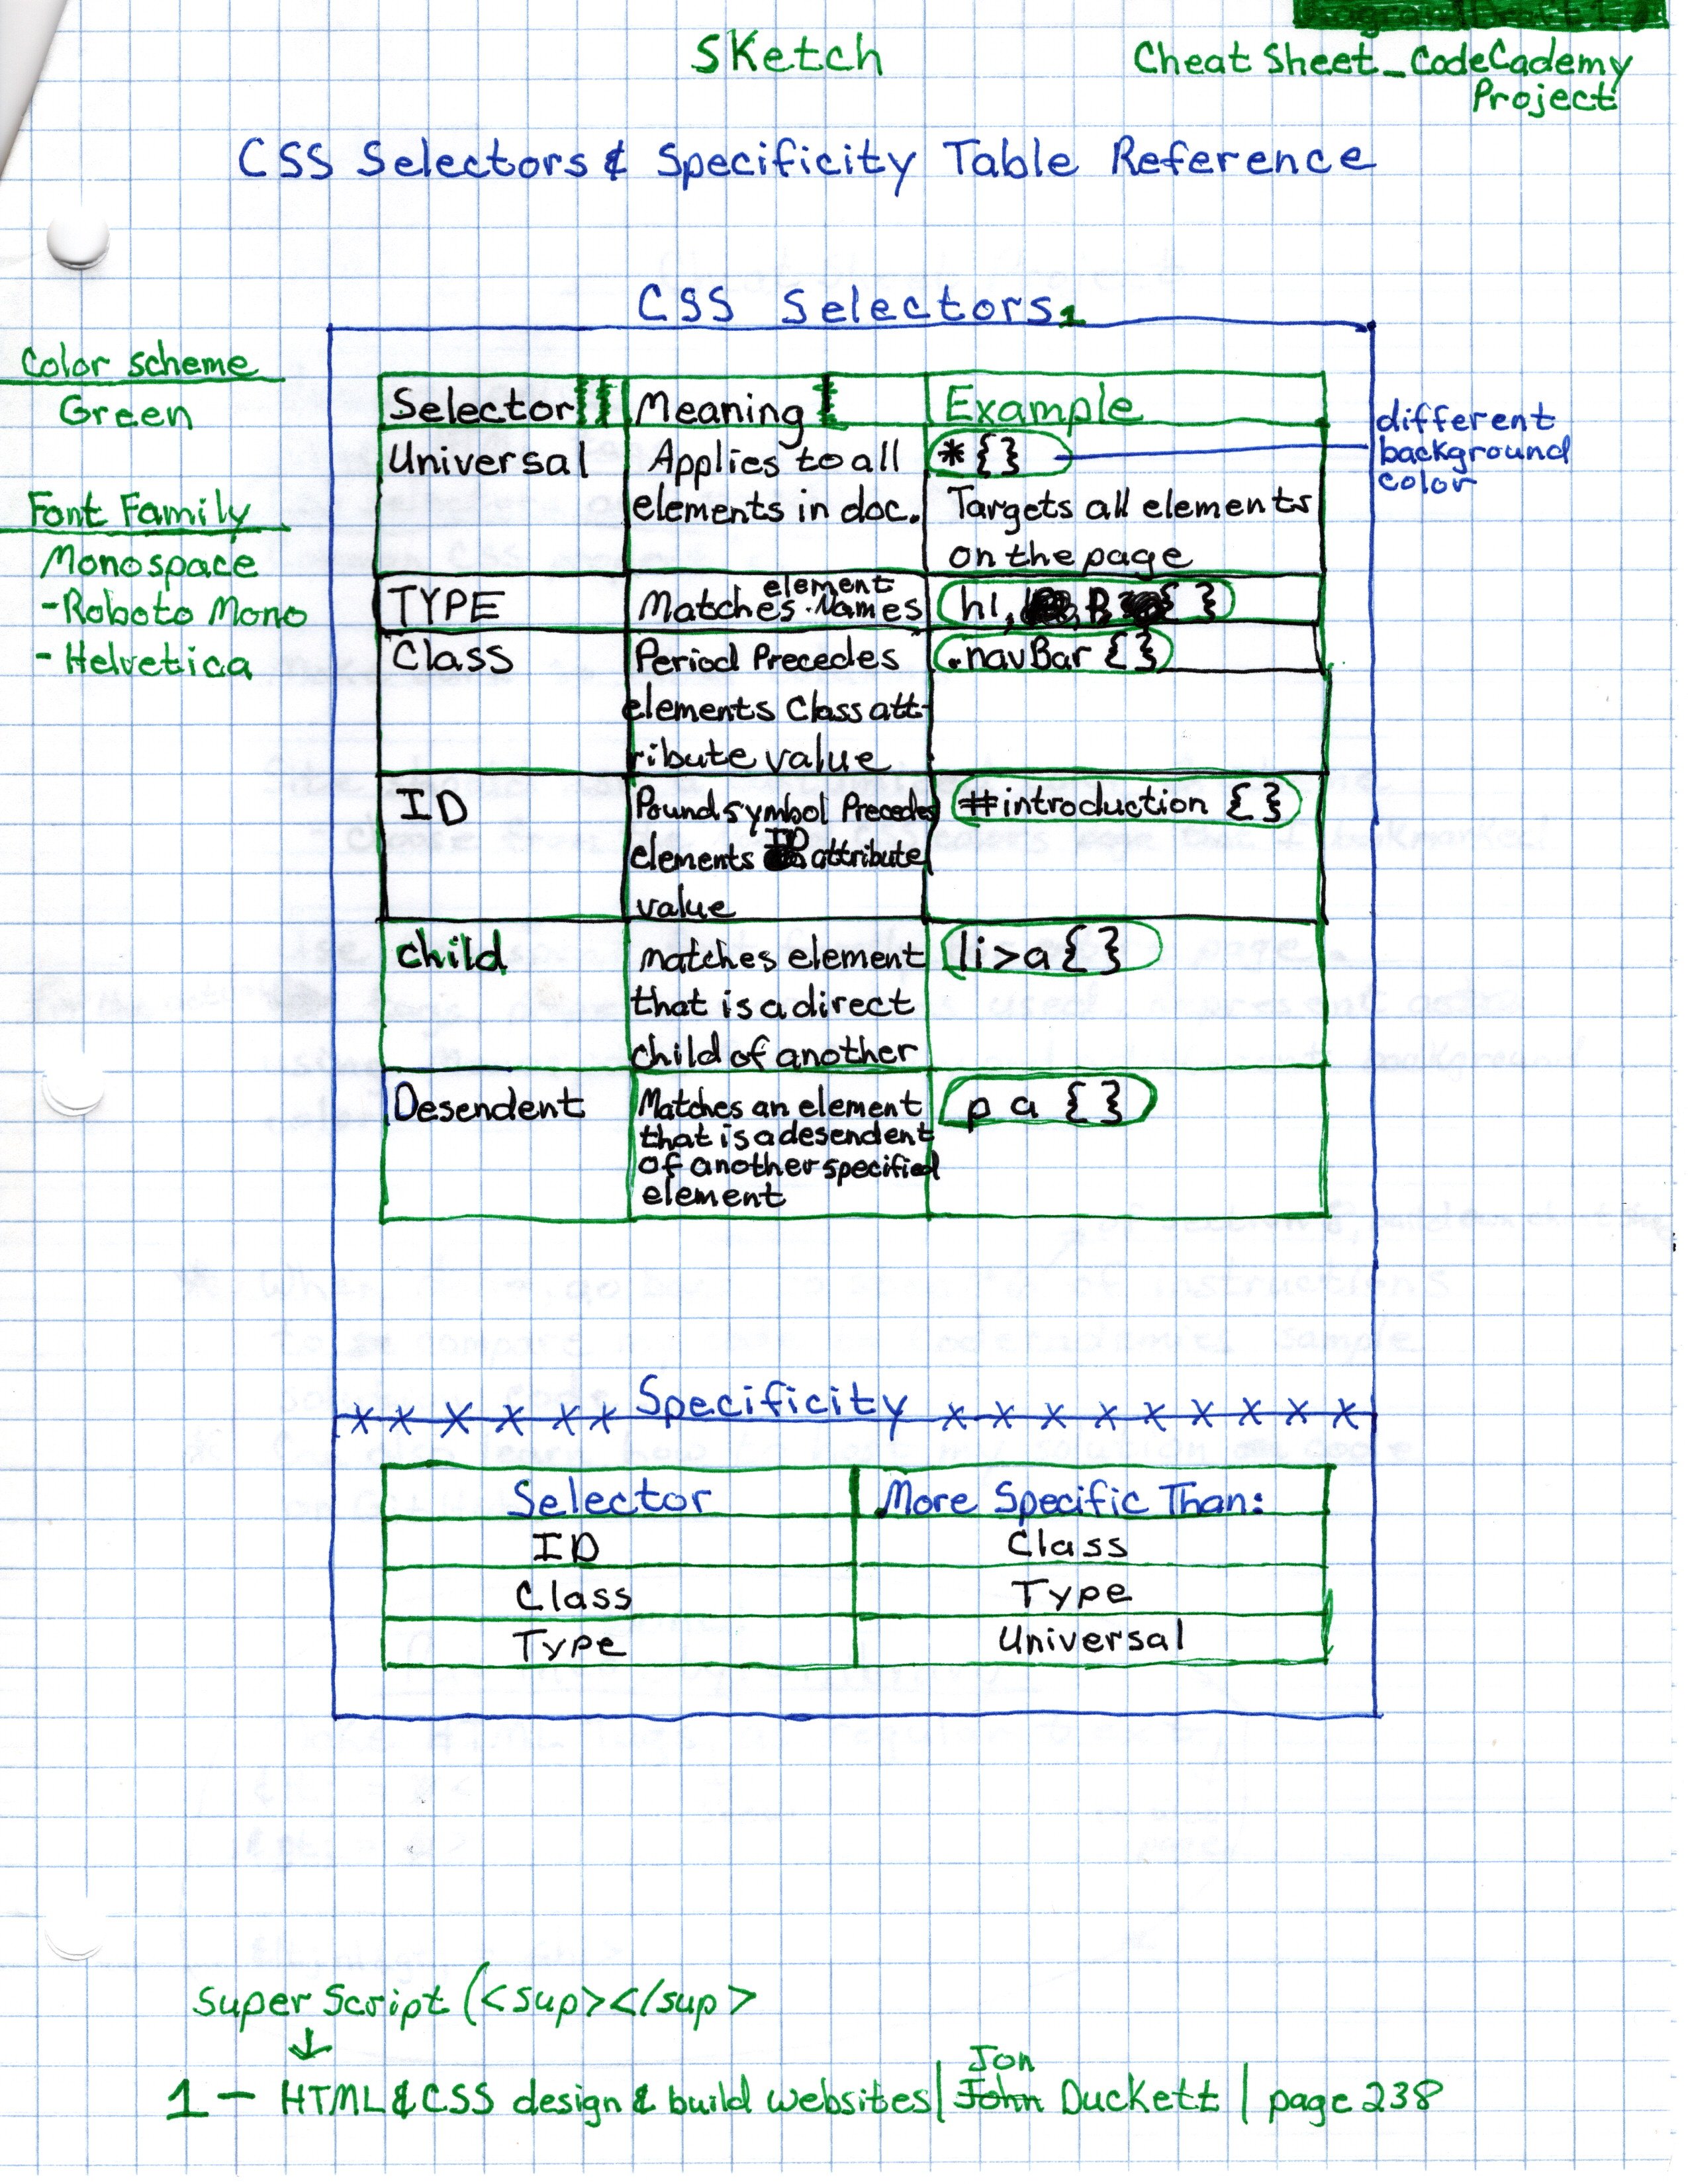 Sketch
Cheat Sheet_CodeCademy
Project
CSS Selectors & Specificity Table Reference
CSS Selectors 1
Color scheme
Green
Font Family
Monospace
-Roboto Mono
- Helvetica
Selector Meaning Example
Universal Applies to all *{}
elements in doc. Targets all elements
on the page
different
background
color
TYPE Matches element Names h1, P { }
Class Period Precedes .navBar {}
elements Class att-
ribute value
ID Pound symbol Precedes #introduction {}
elements ID attribute
value
child matches element li>a{ }
that is a direct
child of another
Desendent Matches an element p a { }
that is a desendent
of another specified
element
Specificity
Selector More Specific Than:
ID Class
Class Type
Type Universal
Super Script (<sup></sup>
1 — HTML & CSS design & build websites | John Jon Duckett | page 238